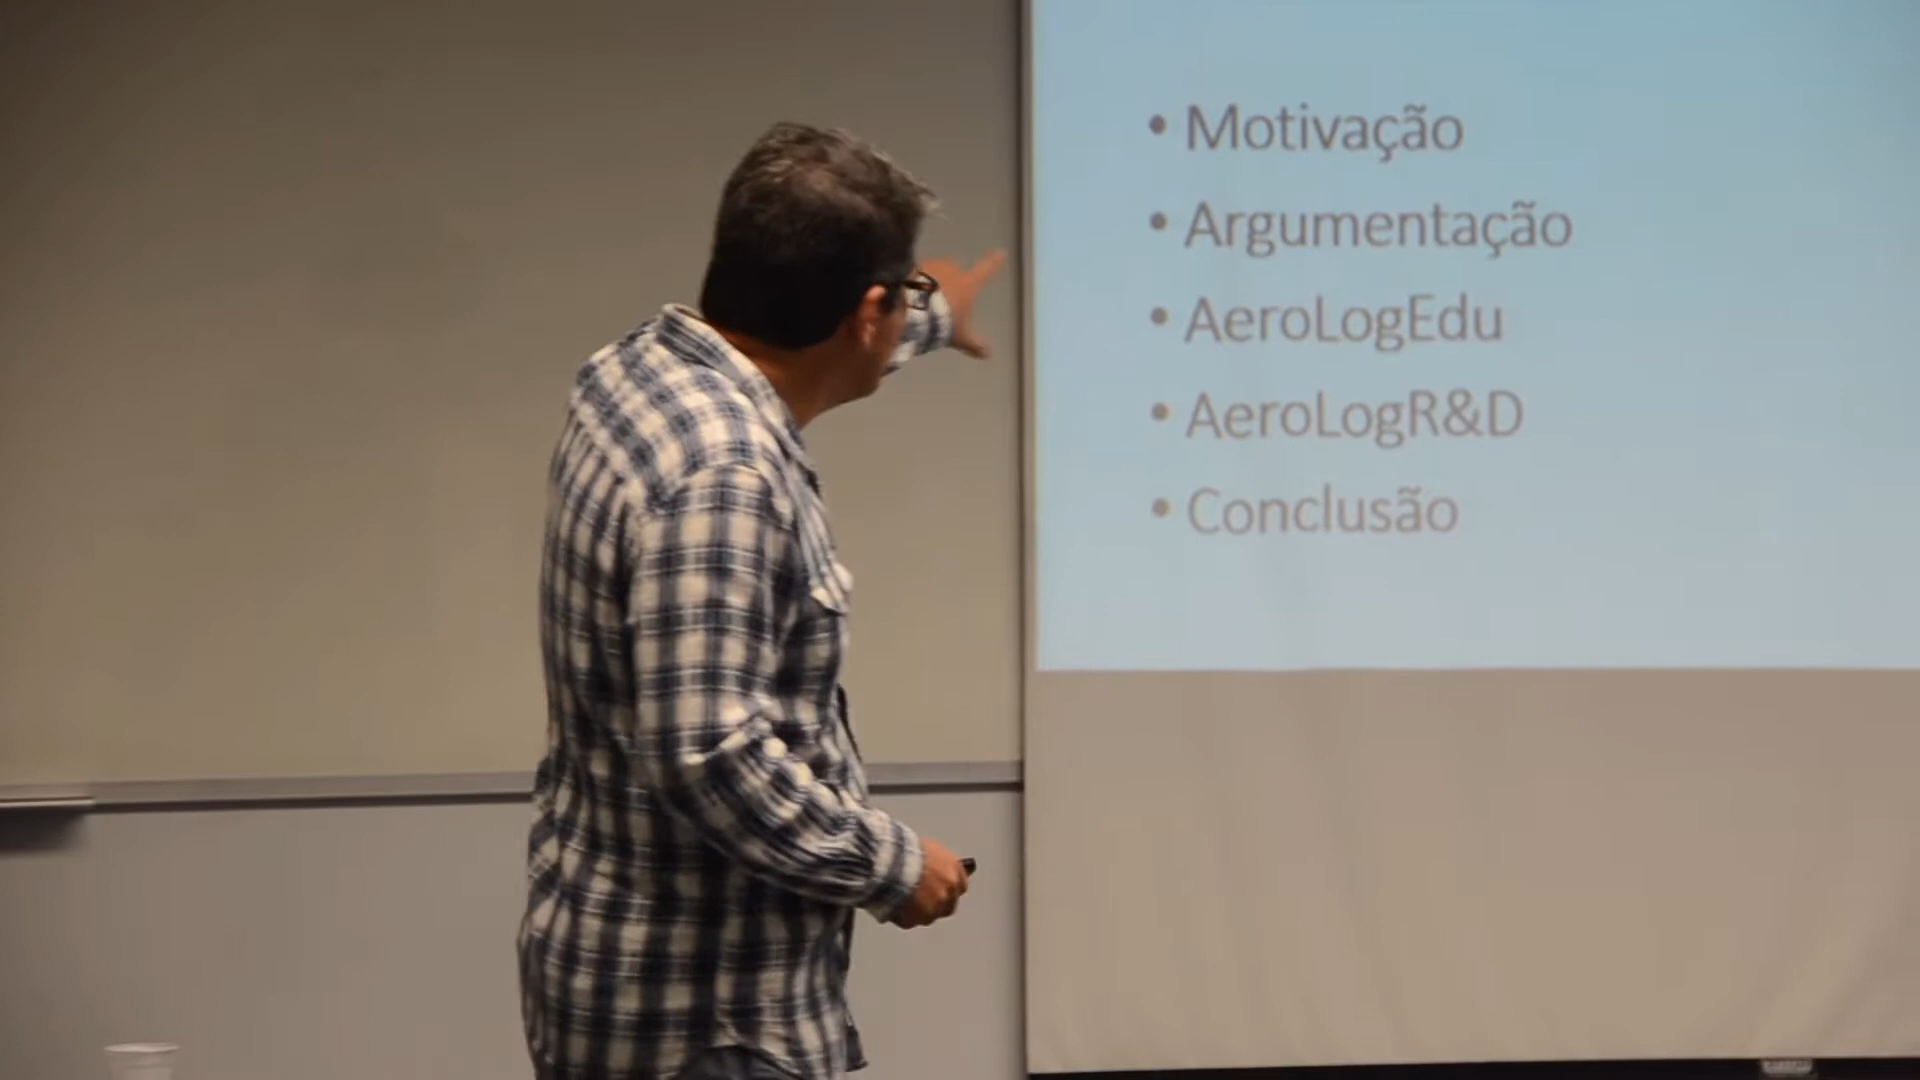 • Motivação
• Argumentação
• AeroLogEdu
• AeroLogR&D
• Conclusão